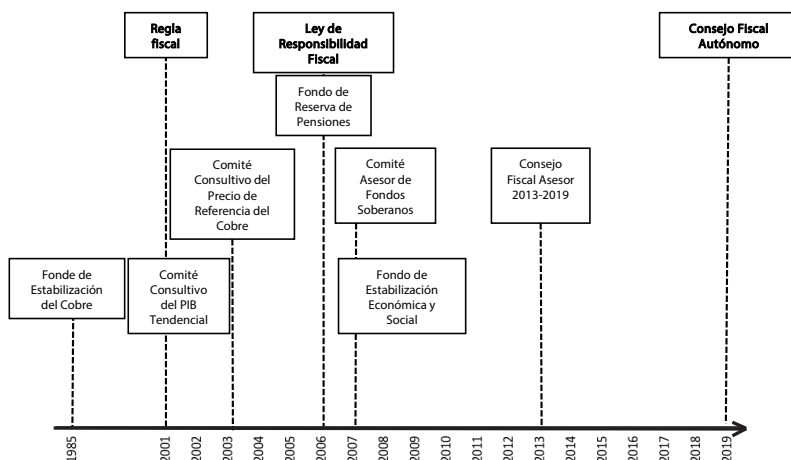 Regla
fiscal
Ley de
Responsibilidad
Fiscal
Consejo Fiscal
Autónomo
Fondo de
Reserva de
Pensiones
Comité
Consultivo del
Precio de
Referencia del
Cobre
Comité
Asesor de
Fondos
Soberanos
Consejo
Fiscal Asesor
2013-2019
Fonde de
Estabilización
del Cobre
Comité
Consultivo
del PIB
Tendencial
Fondo de
Estabilización
Económica y
Social
1985
2001
2002
2003
2004
2005
2006
2007
2008
2009
2010
2011
2012
2013
2014
2015
2016
2017
2018
2019